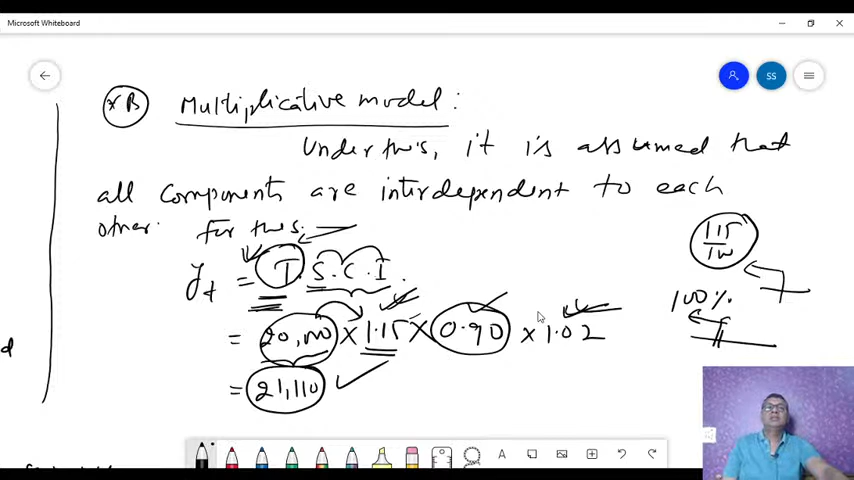 Microsoft Whiteboard
SS
* B Multiplicative model:
Under this, it is assumed that
all components are interdependent to each
other. For this.
yt = T. S. C. I.
= 20,000 X 1.15 X 0.90 X 1.02
= 21,110
115
100
100%
d
A